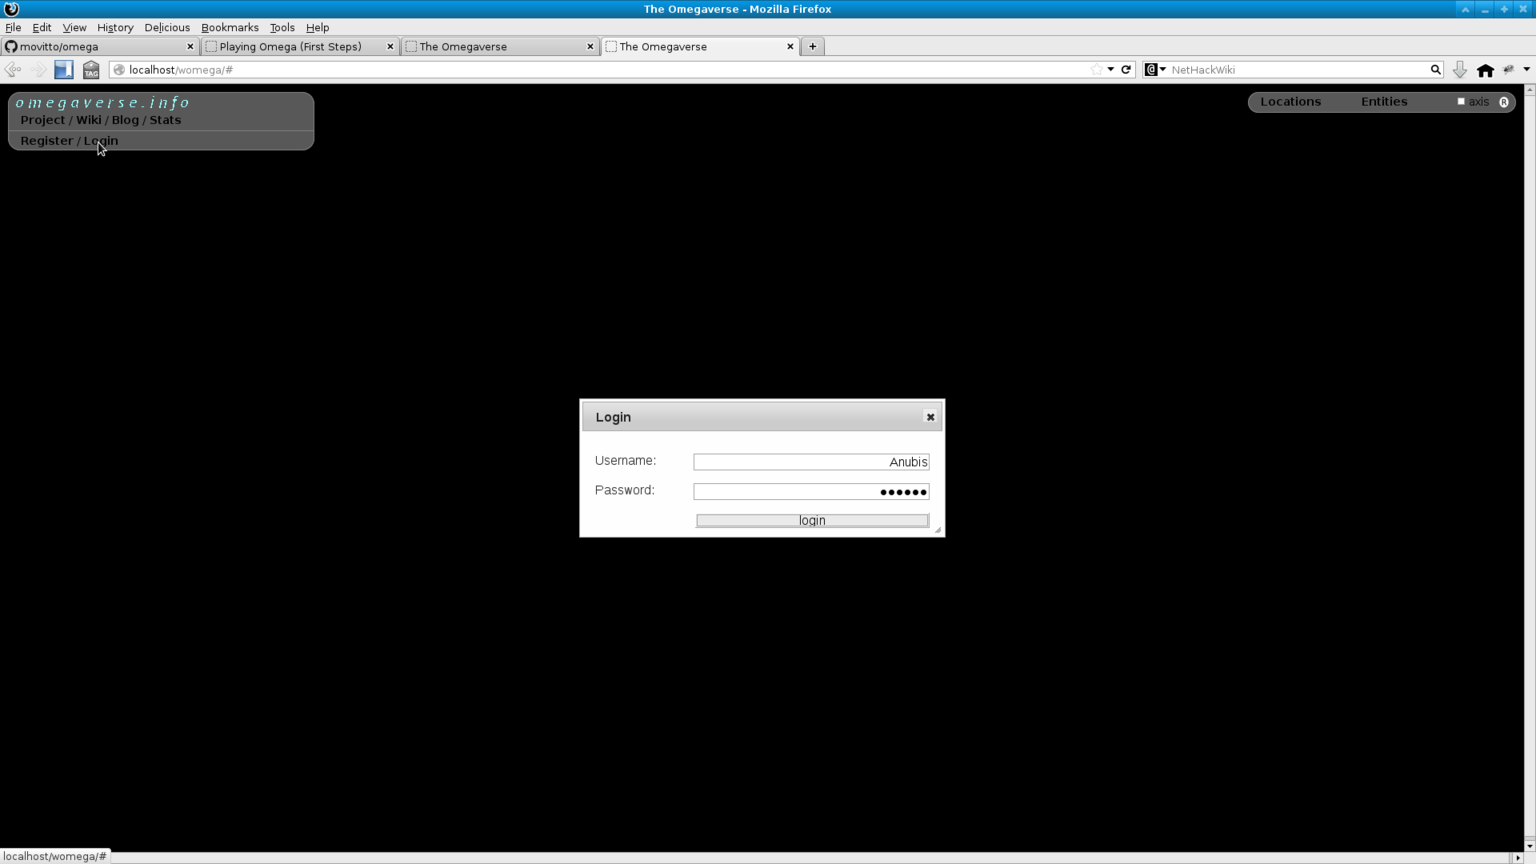 The Omegaverse - Mozilla Firefox
File Edit View History Delicious Bookmarks Tools Help
movitto/omega
Playing Omega (First Steps)
The Omegaverse
The Omegaverse
localhost/womega/#
NetHackWiki
TAG
omegaverse.info
Project / Wiki / Blog / Stats
Register / Login
Locations Entities axis R
Login
Username: Anubis
Password: ●●●●●●
login
localhost/womega/#